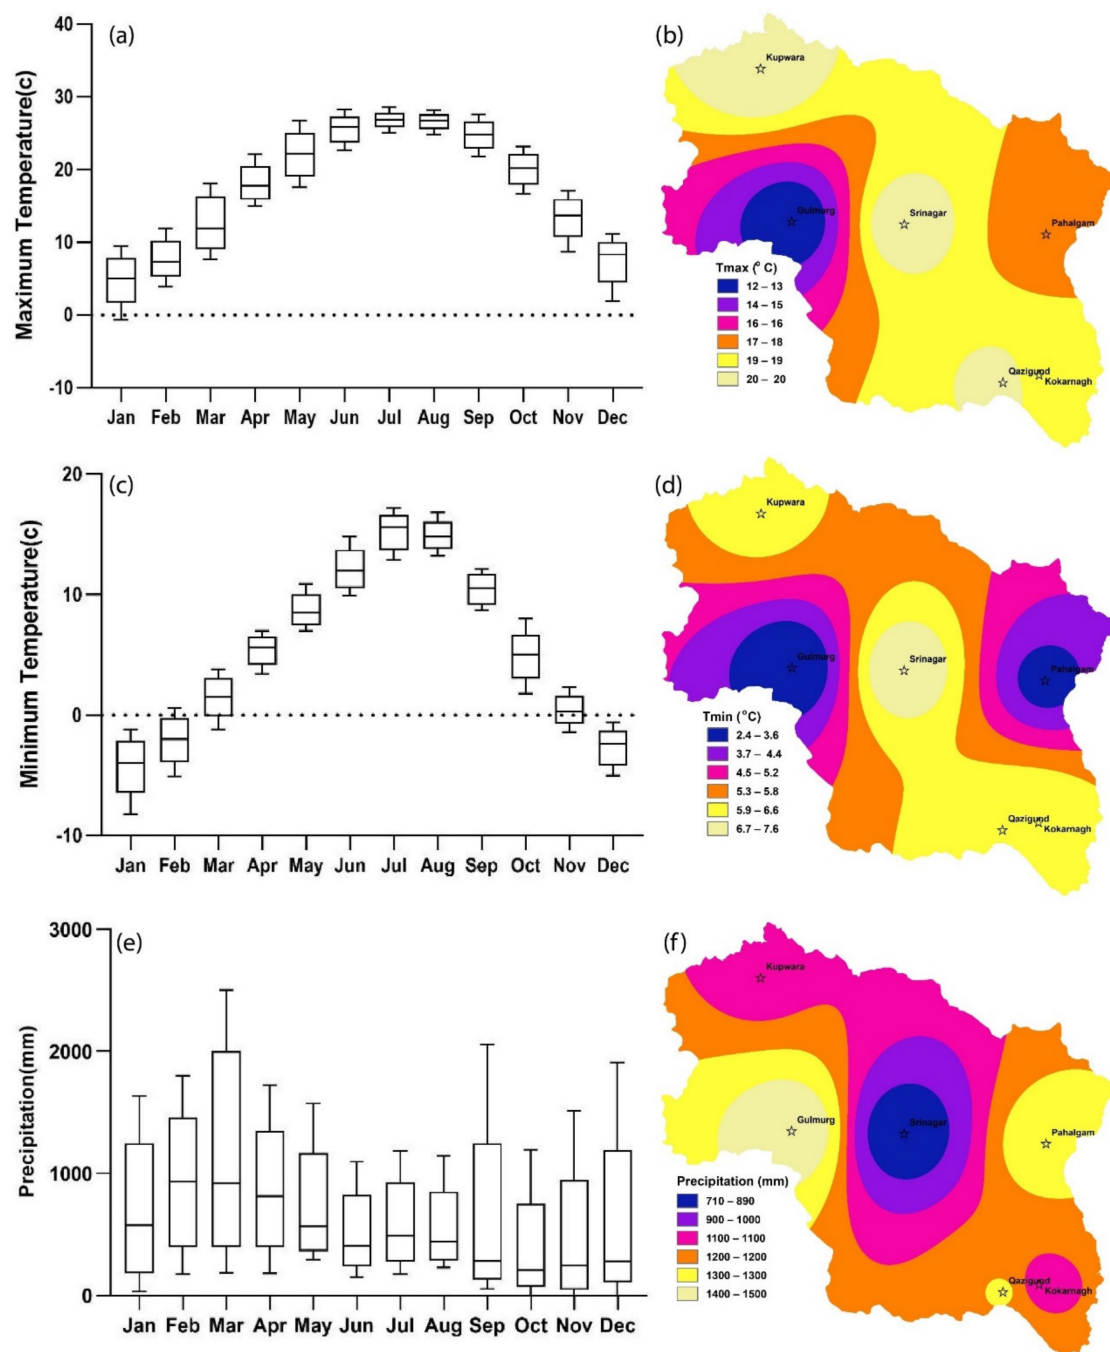 (a)
Maximum Temperature(c)
40
30
20
10
0
-10
Jan Feb Mar Apr May Jun Jul Aug Sep Oct Nov Dec
(b)
Kupwara
Gulmurg
Srinagar
Pahalgam
Qazigund
Kokarnagh
Tmax (° C)
12 – 13
14 – 15
16 – 16
17 – 18
19 – 19
20 – 20
(c)
Minimum Temperature(c)
20
10
0
-10
Jan Feb Mar Apr May Jun Jul Aug Sep Oct Nov Dec
(d)
Kupwara
Gulmurg
Srinagar
Pahalgam
Qazigund
Kokarnagh
Tmin (°C)
2.4 – 3.6
3.7 – 4.4
4.5 – 5.2
5.3 – 5.8
5.9 – 6.6
6.7 – 7.6
(e)
Precipitation(mm)
3000
2000
1000
0
Jan Feb Mar Apr May Jun Jul Aug Sep Oct Nov Dec
(f)
Kupwara
Gulmurg
Srinagar
Pahalgam
Qazigund
Kokarnagh
Precipitation (mm)
710 – 890
900 – 1000
1100 – 1100
1200 – 1200
1300 – 1300
1400 – 1500